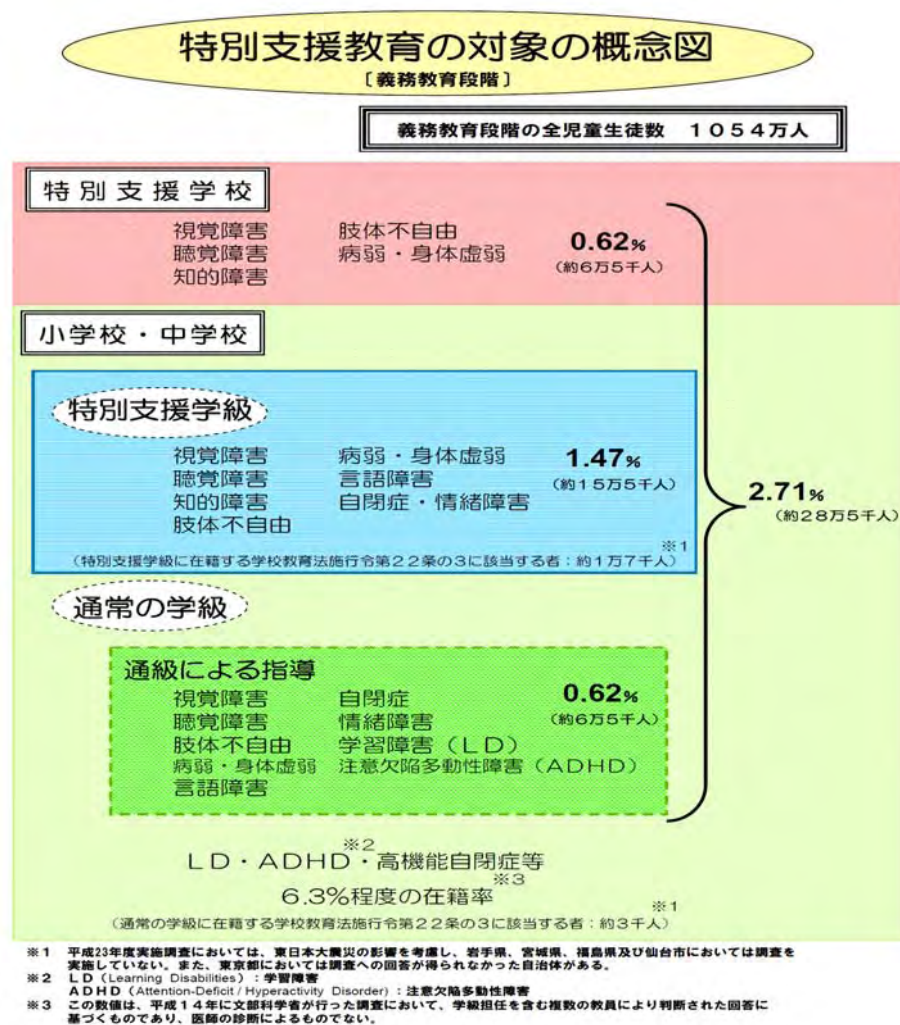 特別支援教育の対象の概念図
［義務教育段階］
義務教育段階の全児童生徒数　１０５４万人
特別支援学校
視覚障害　肢体不自由
聴覚障害　病弱・身体虚弱
知的障害
0.62%
（約６万５千人）
小学校・中学校
特別支援学級
視覚障害　病弱・身体虚弱
聴覚障害　言語障害
知的障害　自閉症・情緒障害
肢体不自由
1.47%
（約１５万５千人）
※１
（特別支援学級に在籍する学校教育法施行令第２２条の３に該当する者：約１万７千人）
2.71%
（約２８万５千人）
通常の学級
通級による指導
視覚障害　自閉症
聴覚障害　情緒障害
肢体不自由　学習障害（ＬＤ）
病弱・身体虚弱　注意欠陥多動性障害（ＡＤＨＤ）
言語障害
0.62%
（約６万５千人）
※２
ＬＤ・ＡＤＨＤ・高機能自閉症等
※３
6.3%程度の在籍率
※１
（通常の学級に在籍する学校教育法施行令第２２条の３に該当する者：約３千人）
※１　平成23年度実施調査においては、東日本大震災の影響を考慮し、岩手県、宮城県、福島県及び仙台市においては調査を
実施していない。また、東京都においては調査への回答が得られなかった自治体がある。
※２　ＬＤ（Learning Disabilities）：学習障害
ＡＤＨＤ（Attention-Deficit / Hyperactivity Disorder）：注意欠陥多動性障害
※３　この数値は、平成１４年に文部科学省が行った調査において、学級担任を含む複数の教員により判断された回答に
基づくものであり、医師の診断によるものでない。